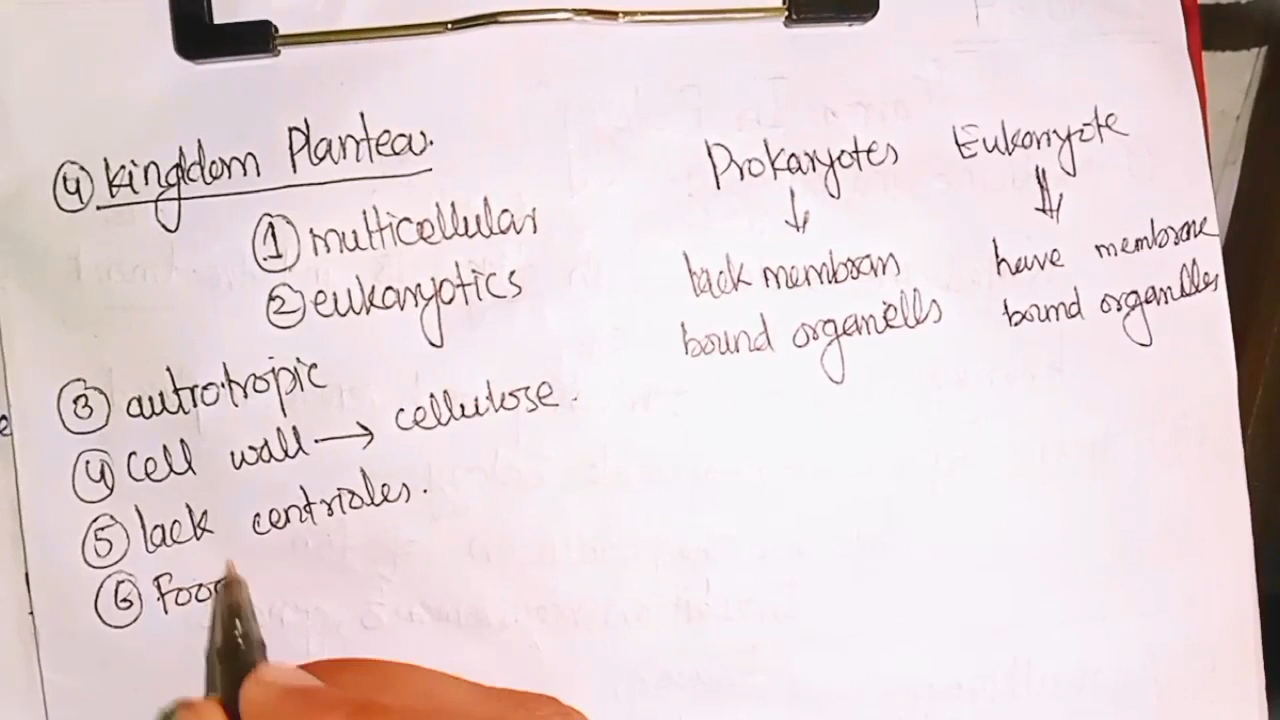 ④ Kingdom Plantea.
① multicellular
② eukaryotics
③ autrotropic
④ Cell wall → cellulose.
⑤ lack centrioles.
⑥ Foo
Prokaryotes
↓
lack membran
bound organells
Eukaryote
⇓
have membrane
bound organelles